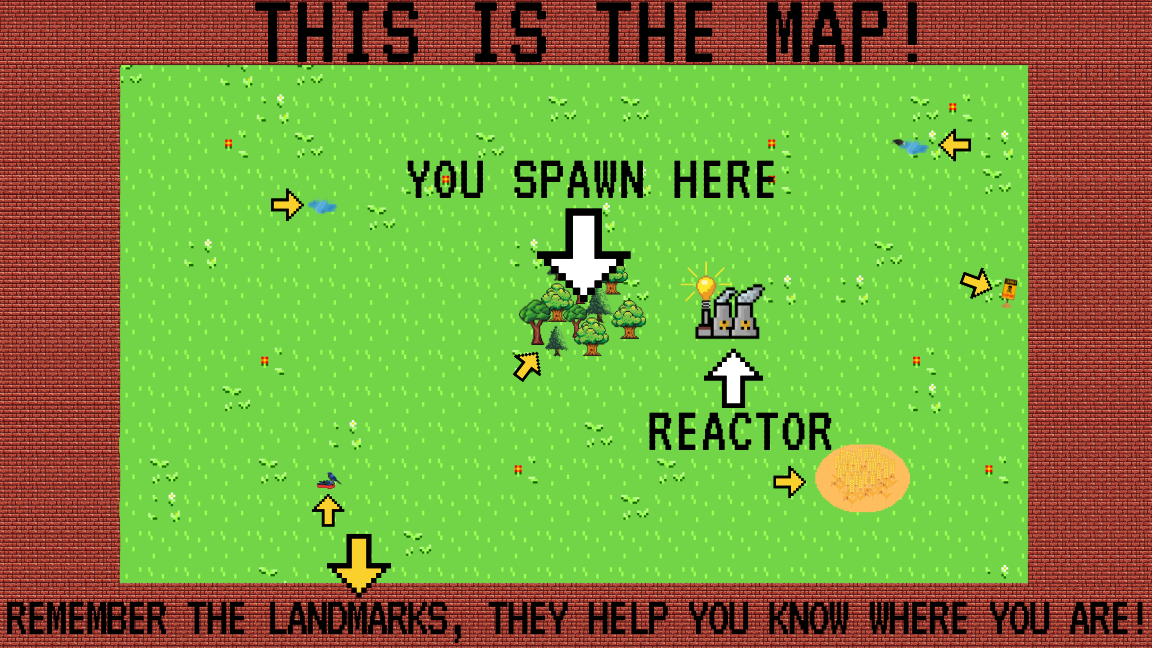 THIS IS THE MAP!
YOU SPAWN HERE
REACTOR
REMEMBER THE LANDMARKS, THEY HELP YOU KNOW WHERE YOU ARE!